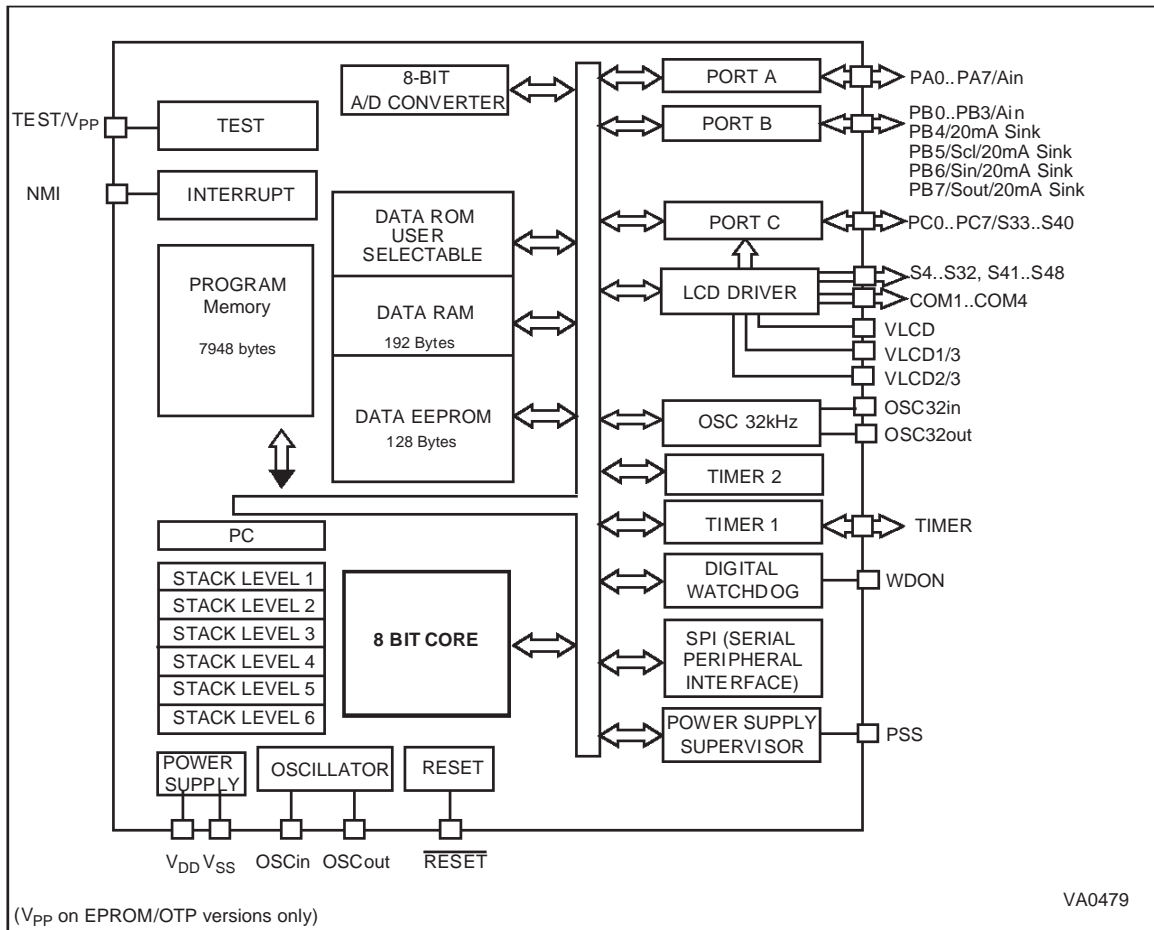 8-BIT
A/D CONVERTER
PORT A
PA0..PA7/Ain
TEST/VPP
TEST
PORT B
PB0..PB3/Ain
PB4/20mA Sink
PB5/Scl/20mA Sink
PB6/Sin/20mA Sink
PB7/Sout/20mA Sink
NMI
INTERRUPT
DATA ROM
USER
SELECTABLE
PORT C
PC0..PC7/S33..S40
PROGRAM
Memory
7948 bytes
DATA RAM
192 Bytes
LCD DRIVER
S4..S32, S41..S48
COM1..COM4
VLCD
VLCD1/3
VLCD2/3
DATA EEPROM
128 Bytes
OSC 32kHz
OSC32in
OSC32out
TIMER 2
TIMER 1
TIMER
PC
STACK LEVEL 1
STACK LEVEL 2
STACK LEVEL 3
STACK LEVEL 4
STACK LEVEL 5
STACK LEVEL 6
8 BIT CORE
DIGITAL
WATCHDOG
WDON
SPI (SERIAL
PERIPHERAL
INTERFACE)
POWER SUPPLY
SUPERVISOR
PSS
POWER
SUPPLY
OSCILLATOR
RESET
VDD VSS OSCin OSCout RESET
VA0479
(VPP on EPROM/OTP versions only)